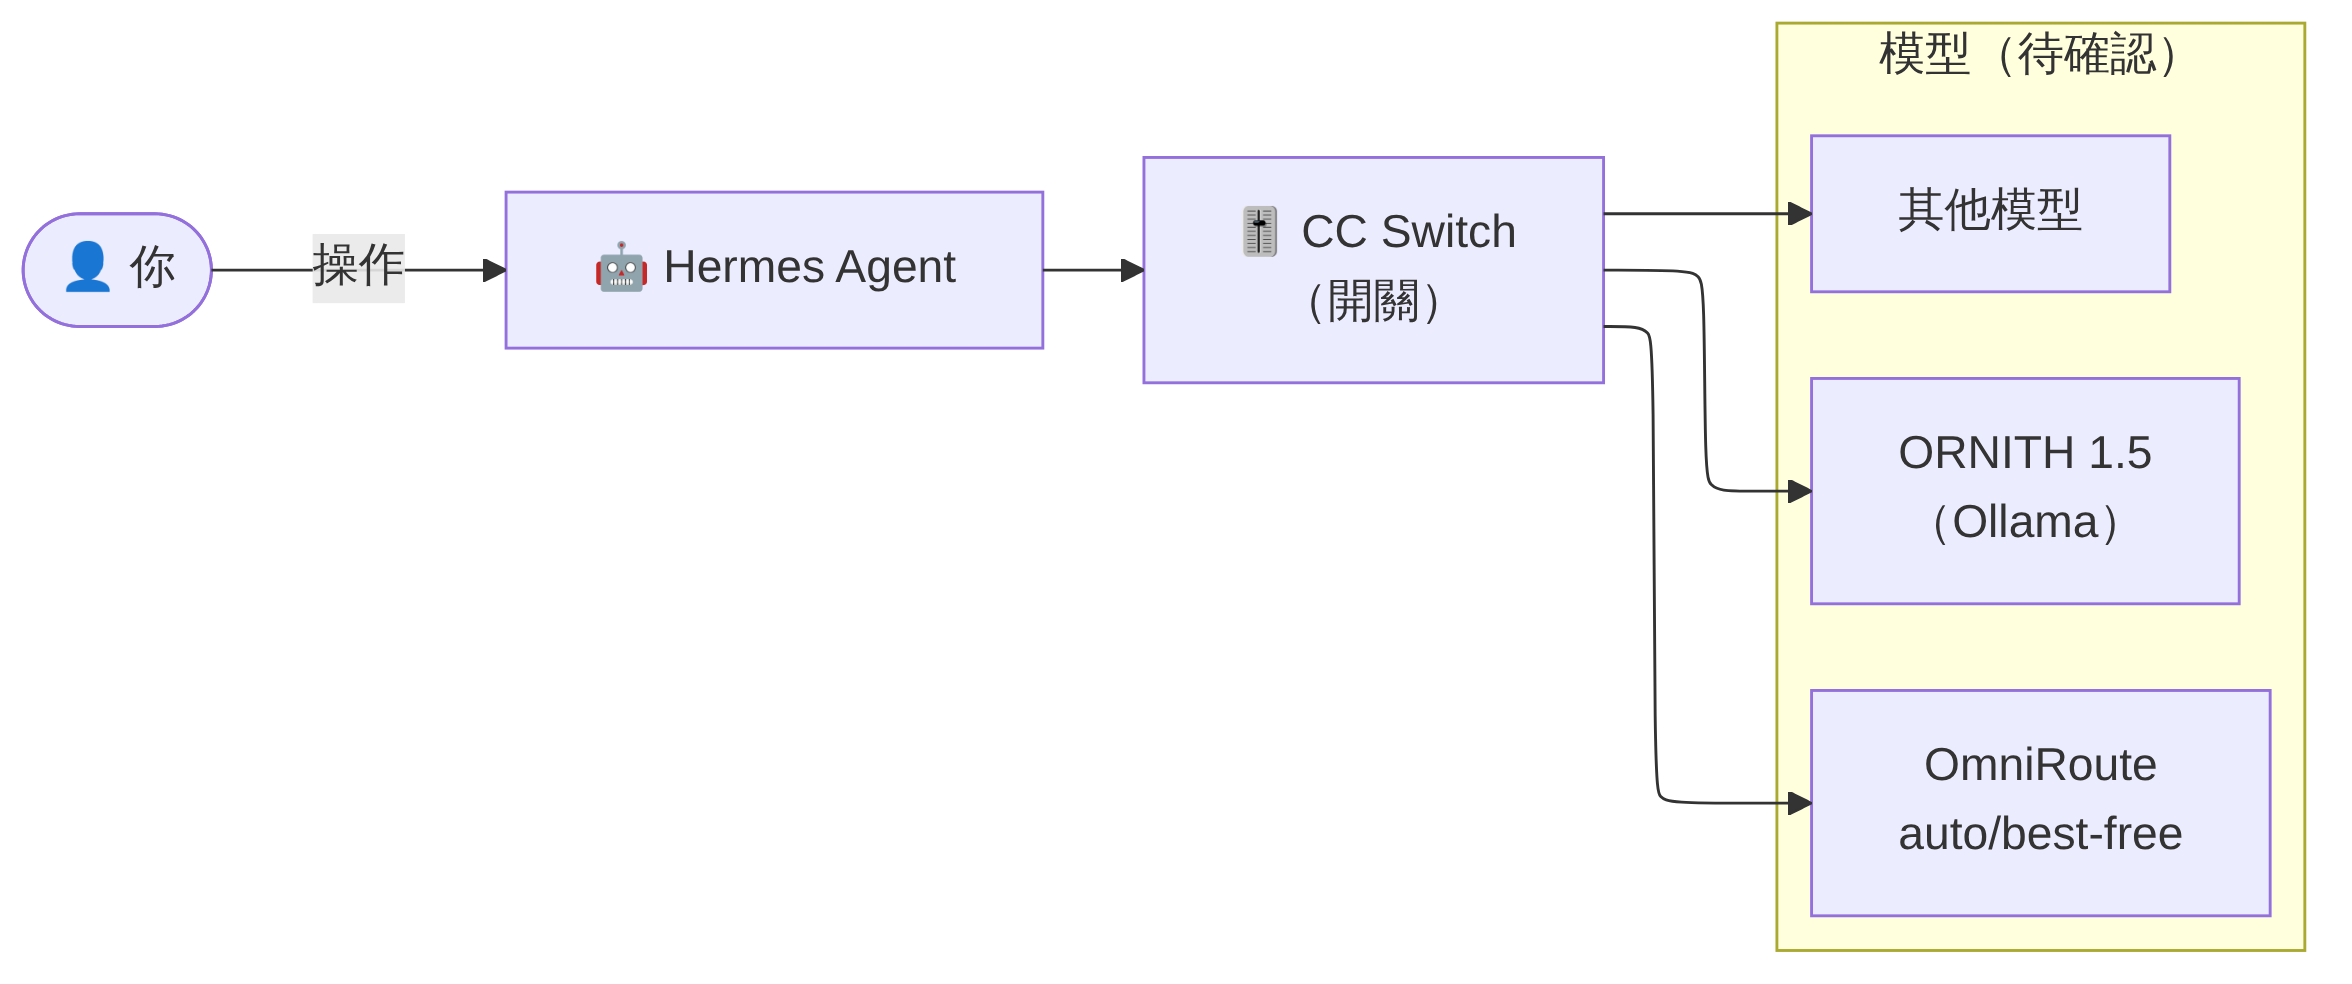 你
操作
Hermes Agent
CC Switch
（開關）
模型（待確認）
其他模型
ORNITH 1.5
（Ollama）
OmniRoute
auto/best-free